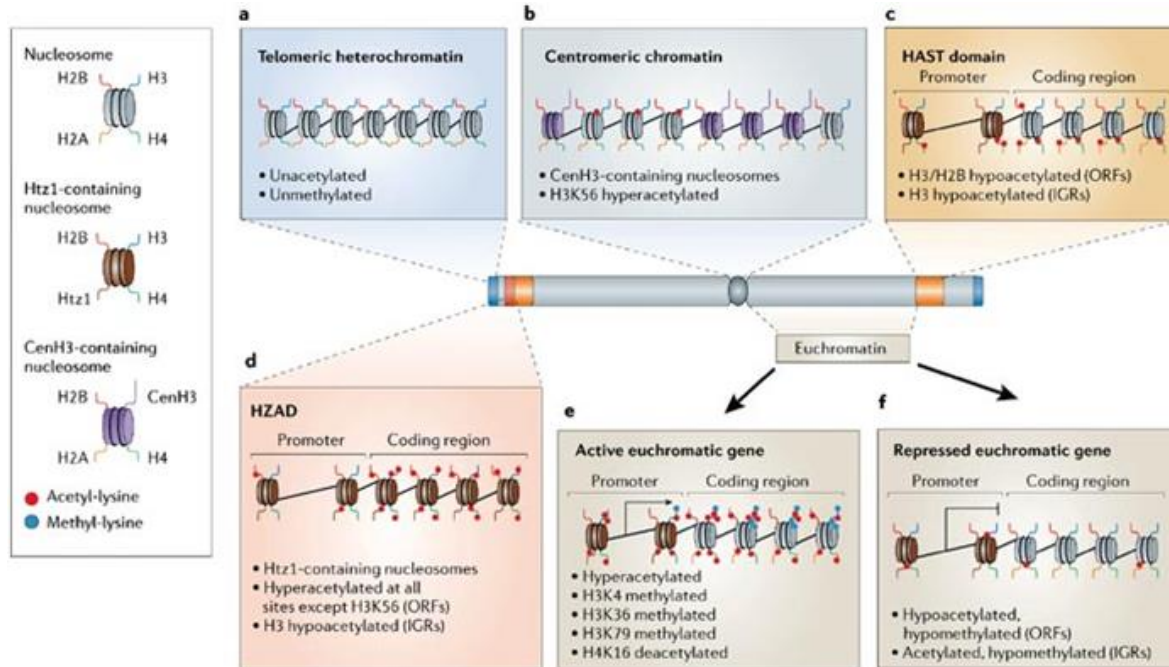 Nucleosome
H2B H3
H2A H4
Htz1-containing
nucleosome
H2B H3
Htz1 H4
CenH3-containing
nucleosome
H2B CenH3
H2A H4
Acetyl-lysine
Methyl-lysine
a
Telomeric heterochromatin
• Unacetylated
• Unmethylated
b
Centromeric chromatin
• CenH3-containing nucleosomes
• H3K56 hyperacetylated
c
HAST domain
Promoter Coding region
• H3/H2B hypoacetylated (ORFs)
• H3 hypoacetylated (IGRs)
Euchromatin
d
HZAD
Promoter Coding region
• Htz1-containing nucleosomes
• Hyperacetylated at all
sites except H3K56 (ORFs)
• H3 hypoacetylated (IGRs)
e
Active euchromatic gene
Promoter Coding region
• Hyperacetylated
• H3K4 methylated
• H3K36 methylated
• H3K79 methylated
• H4K16 deacetylated
f
Repressed euchromatic gene
Promoter Coding region
• Hypoacetylated,
hypomethylated (ORFs)
• Acetylated, hypomethylated (IGRs)